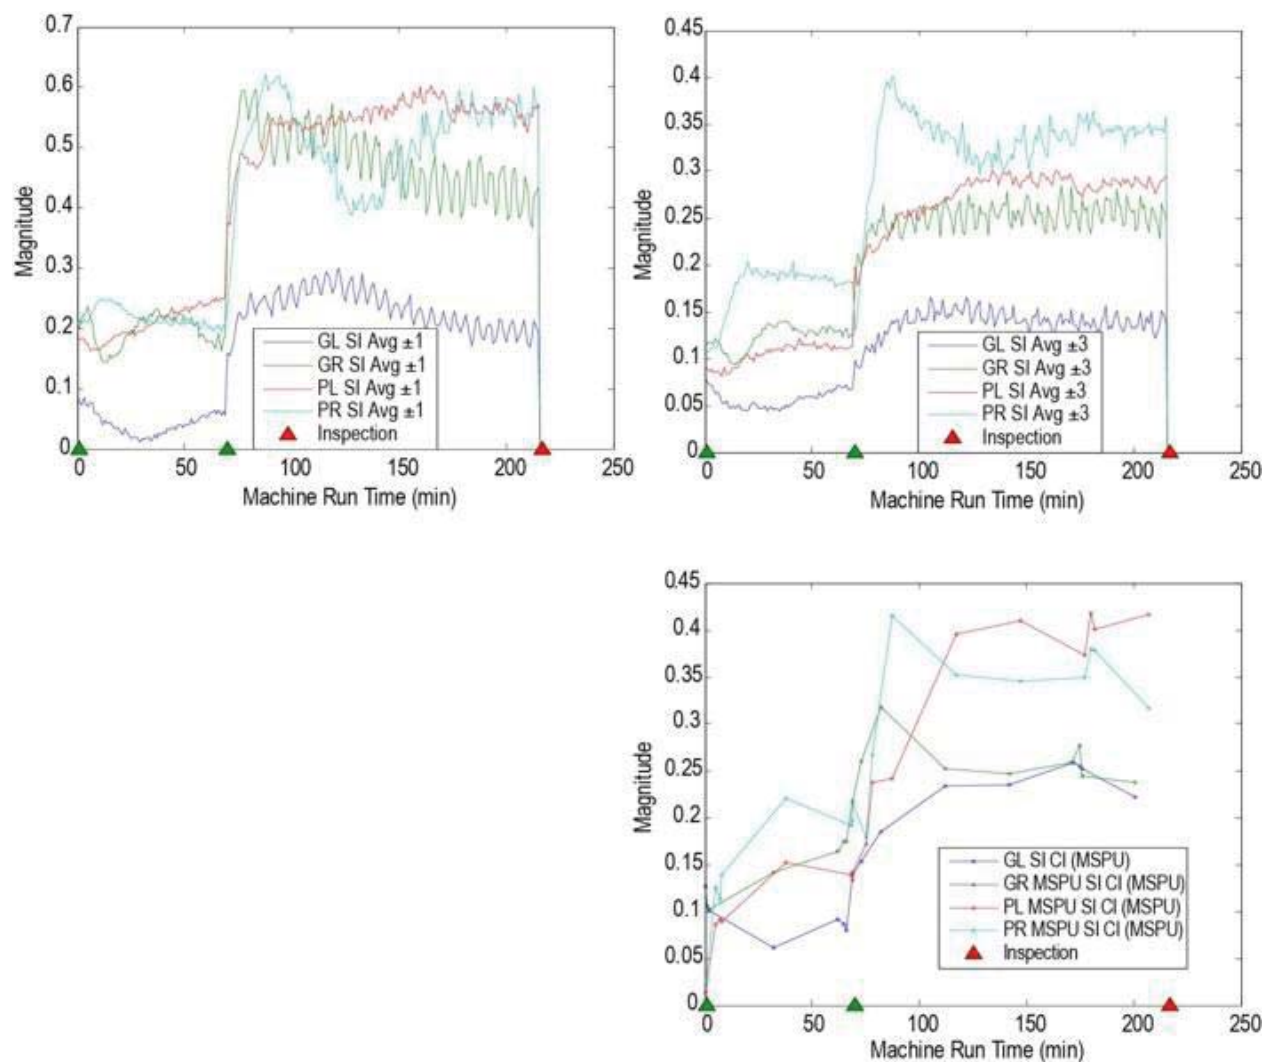 0.7
0.6
0.5
0.4
0.3
0.2
0.1
0
Magnitude
GL SI Avg ±1
GR SI Avg ±1
PL SI Avg ±1
PR SI Avg ±1
Inspection
0 50 100 150 200 250
Machine Run Time (min)
0.45
0.4
0.35
0.3
0.25
0.2
0.15
0.1
0.05
0
Magnitude
GL SI Avg ±3
GR SI Avg ±3
PL SI Avg ±3
PR SI Avg ±3
Inspection
0 50 100 150 200 250
Machine Run Time (min)
0.45
0.4
0.35
0.3
0.25
0.2
0.15
0.1
0.05
0
Magnitude
GL SI CI (MSPU)
GR MSPU SI CI (MSPU)
PL MSPU SI CI (MSPU)
PR MSPU SI CI (MSPU)
Inspection
0 50 100 150 200 250
Machine Run Time (min)